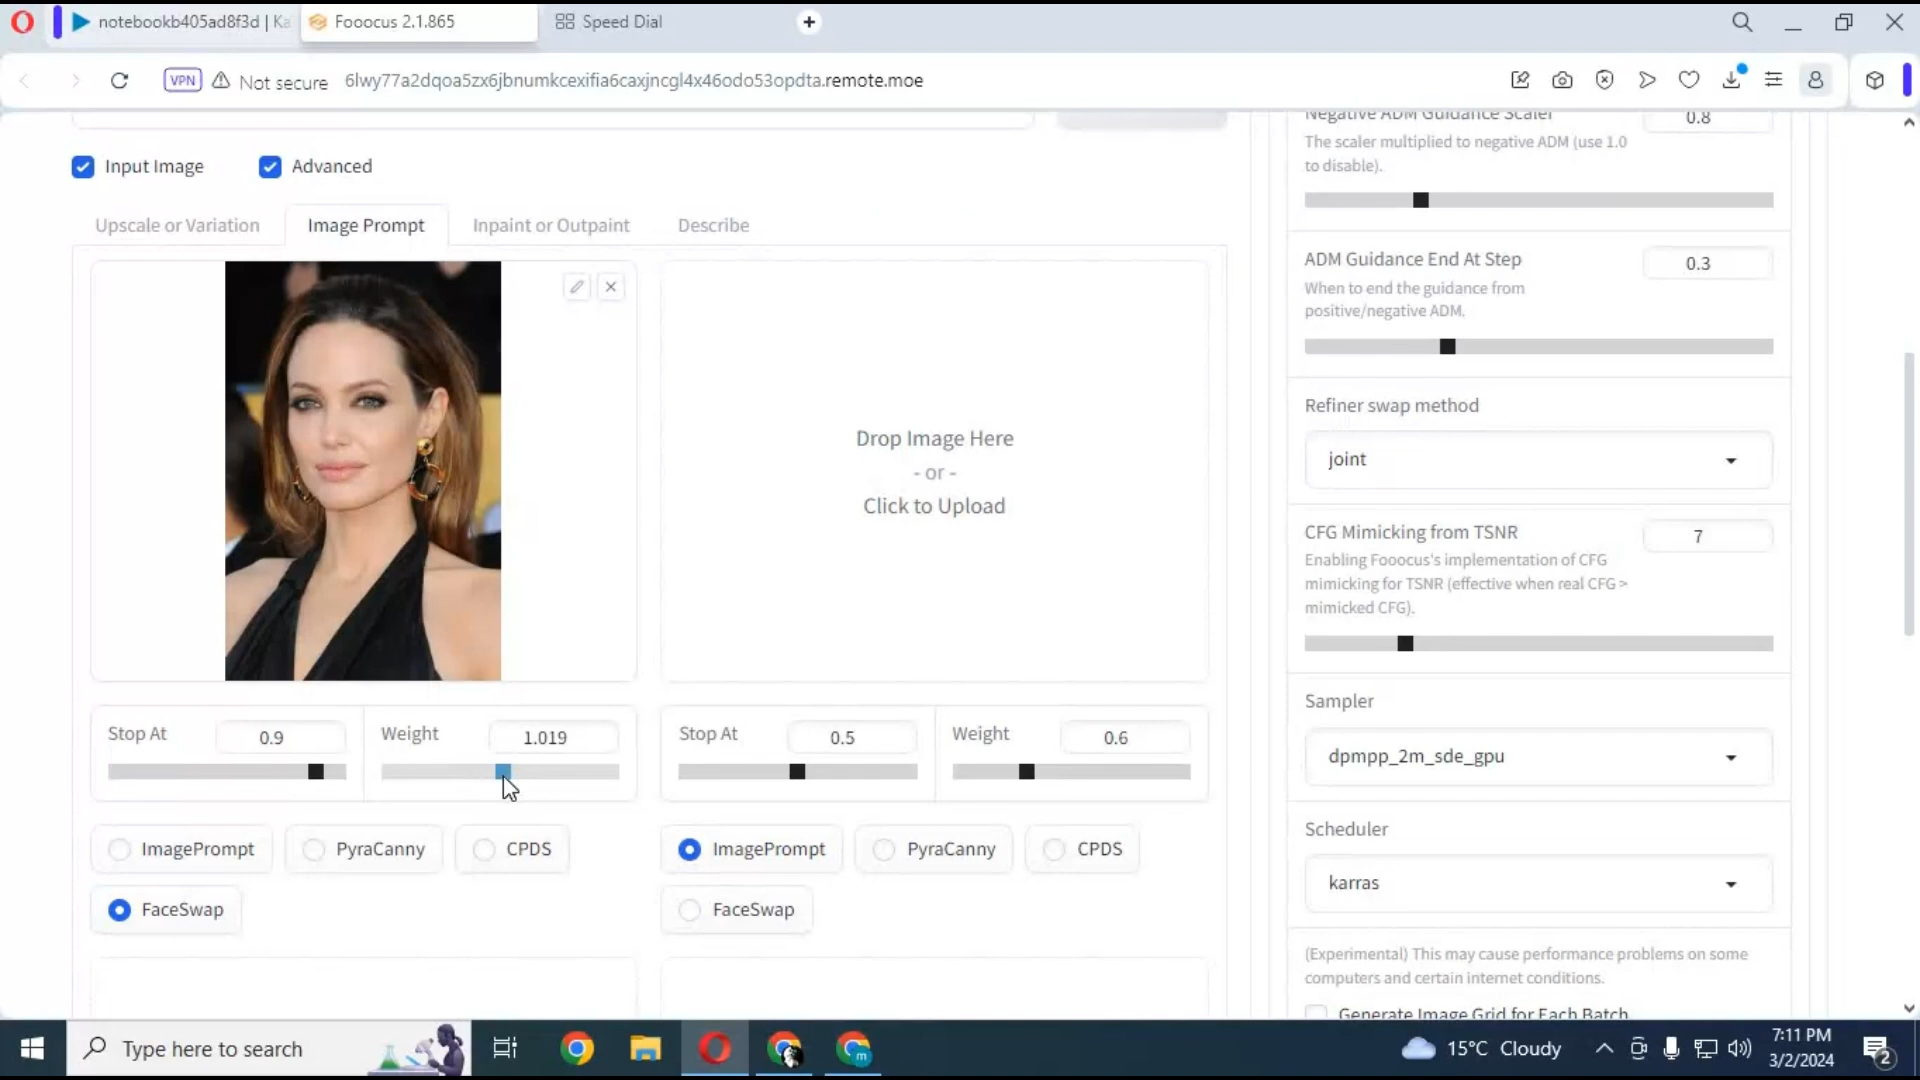 notebookb405ad8f3d | Ka
Fooocus 2.1.865
Speed Dial
VPN
Not secure
6lwy77a2dqoa5zx6jbnumkcexifia6caxjncgl4x46odo53opdta.remote.moe
Input Image
Advanced
Upscale or Variation
Image Prompt
Inpaint or Outpaint
Describe
Drop Image Here
- or -
Click to Upload
Stop At
0.9
Weight
1.019
Stop At
0.5
Weight
0.6
ImagePrompt
PyraCanny
CPDS
FaceSwap
ImagePrompt
PyraCanny
CPDS
FaceSwap
Negative ADM Guidance Scaler
0.8
The scaler multiplied to negative ADM (use 1.0
to disable).
ADM Guidance End At Step
0.3
When to end the guidance from
positive/negative ADM.
Refiner swap method
joint
CFG Mimicking from TSNR
7
Enabling Fooocus's implementation of CFG
mimicking for TSNR (effective when real CFG >
mimicked CFG).
Sampler
dpmpp_2m_sde_gpu
Scheduler
karras
(Experimental) This may cause performance problems on some
computers and certain internet conditions.
Generate Image Grid for Each Batch
Type here to search
m
15°C Cloudy
7:11 PM
3/2/2024
2